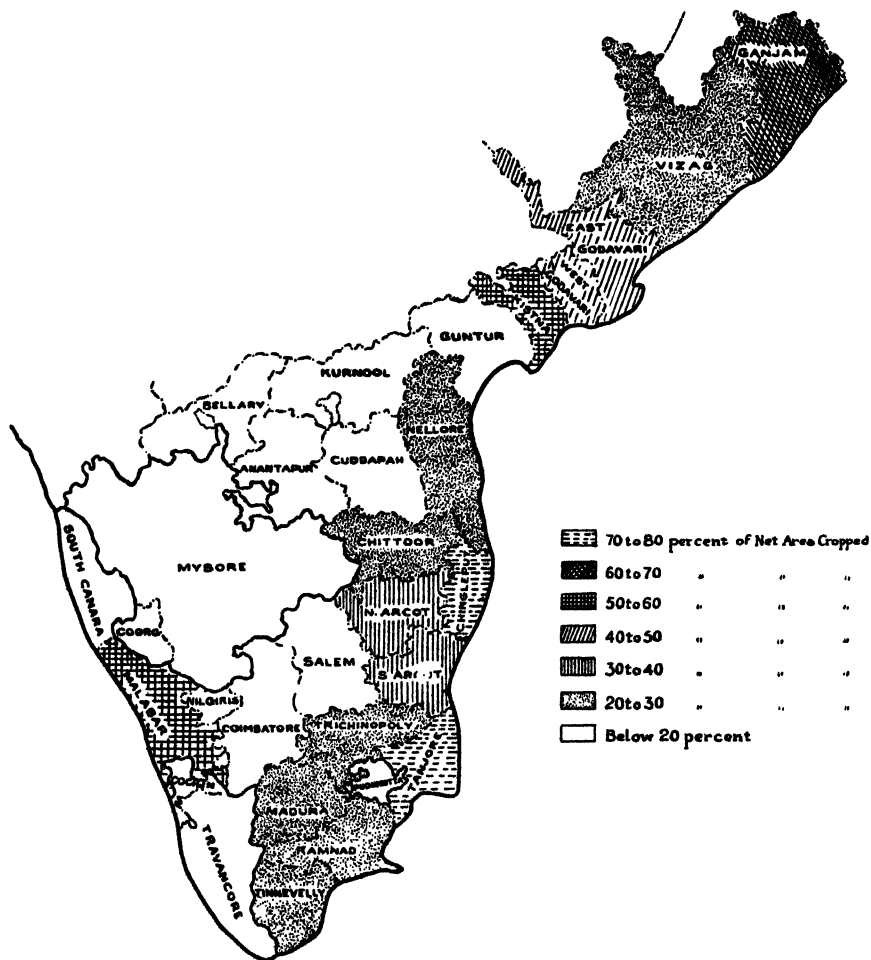 GANJAM
VIZAG
EAST
GODAVARI
WEST
GODAVARI
KISTNA
GUNTUR
KURNOOL
BELLARY
NELLORE
CUDDAPAH
ANANTAPUR
CHITTOOR
MYSORE
SOUTH CANARA
COORG
N. ARCOT
SALEM
MALABAR
NILGIRIS
COIMBATORE
TRICHINOPOLY
TANJORE
COCHIN
MADURA
RAMNAD
TRAVANCORE
TINNEVELLY
70 to 80 percent of Net Area Cropped
60 to 70 " " "
50 to 60 " " "
40 to 50 " " "
30 to 40 " " "
20 to 30 " " "
Below 20 percent